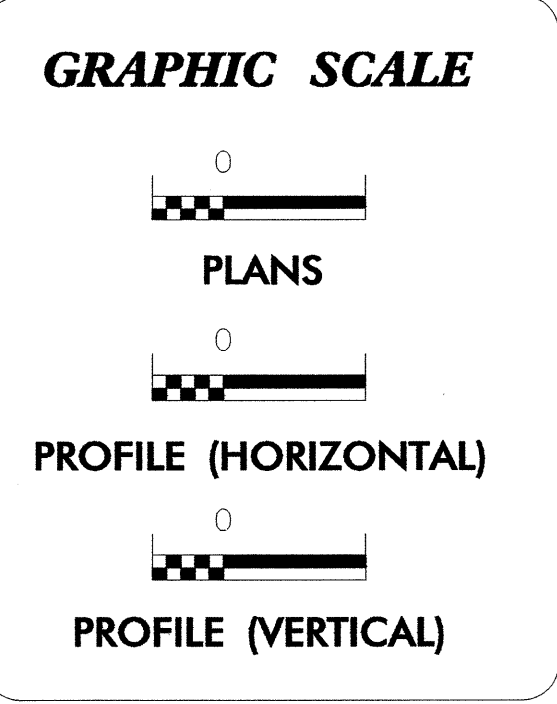 GRAPHIC SCALE
0
PLANS
0
PROFILE (HORIZONTAL)
0
PROFILE (VERTICAL)